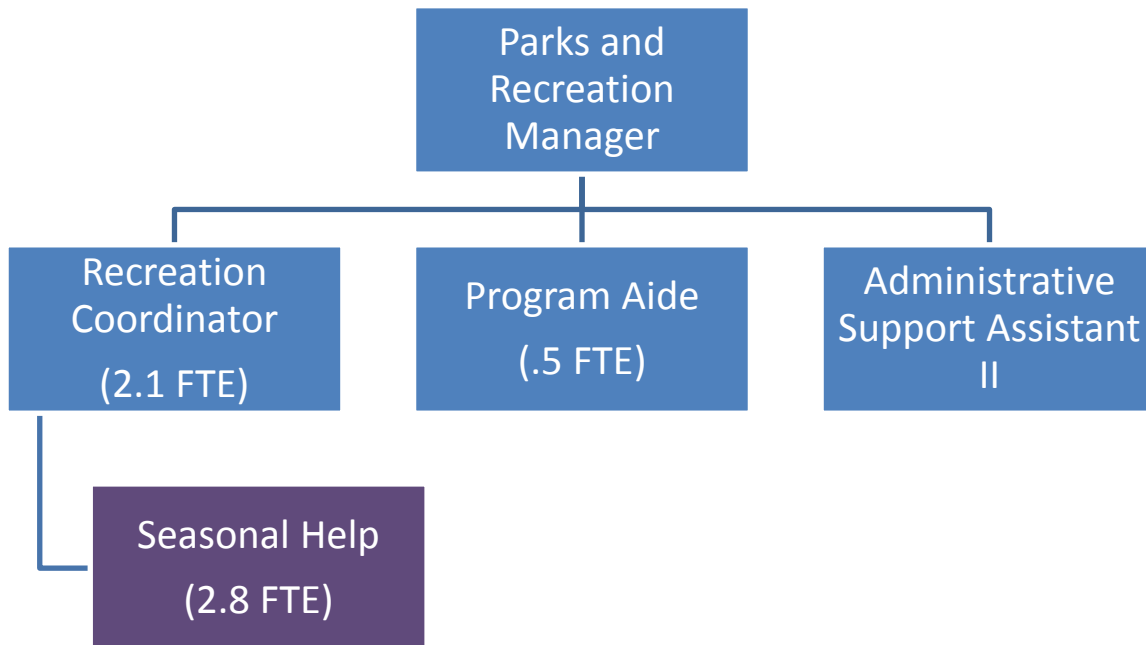 Parks and
Recreation
Manager
Recreation
Coordinator
(2.1 FTE)
Program Aide
(.5 FTE)
Administrative
Support Assistant
II
Seasonal Help
(2.8 FTE)